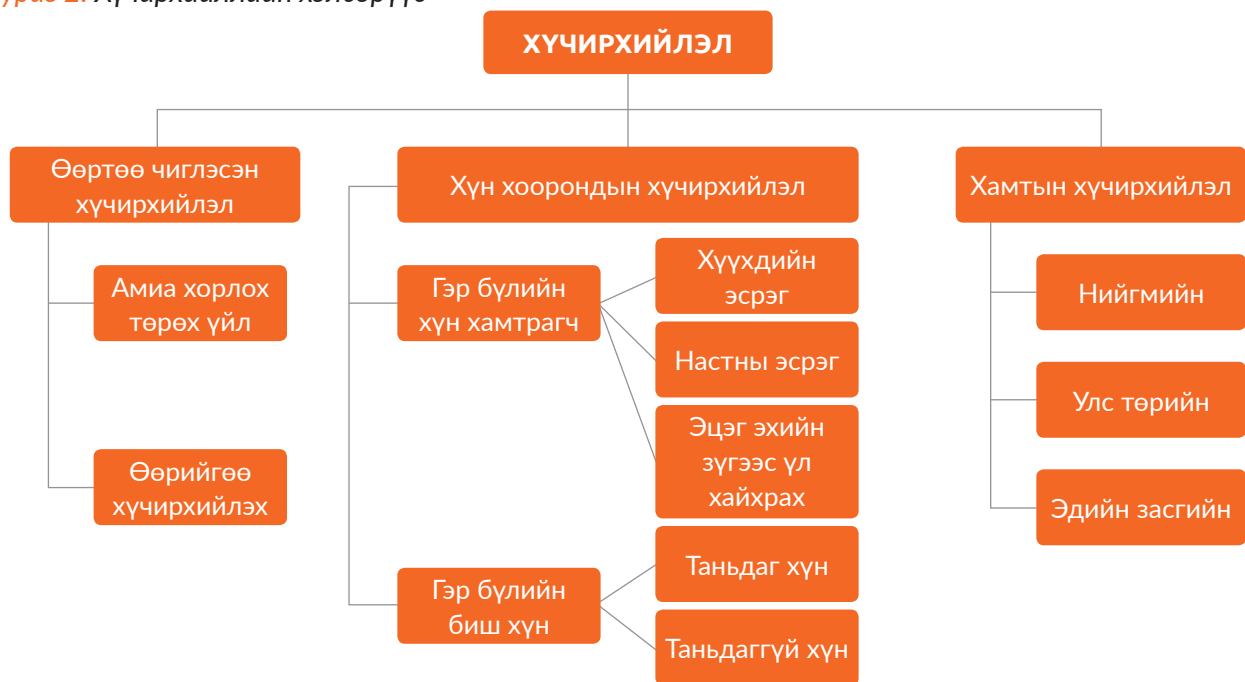 ХҮЧИРХИЙЛЭЛ
Өөртөө чиглэсэн
хүчирхийлэл
Амиа хорлох
төрөх үйл
Өөрийгөө
хүчирхийлэх
Хүн хоорондын хүчирхийлэл
Гэр бүлийн
хүн хамтрагч
Хүүхдийн
эсрэг
Настны эсрэг
Эцэг эхийн
зүгээс үл
хайхрах
Гэр бүлийн
биш хүн
Таньдаг хүн
Таньдаггүй хүн
Хамтын хүчирхийлэл
Нийгмийн
Улс төрийн
Эдийн засгийн